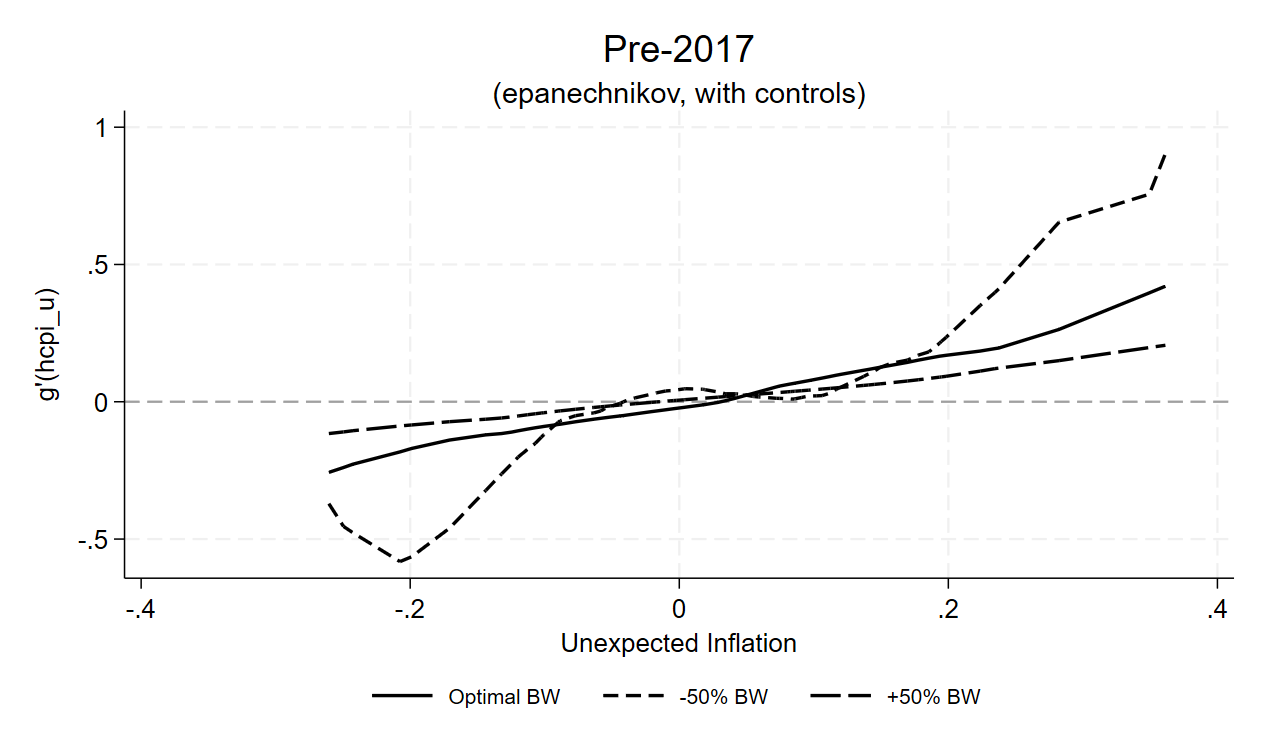 Pre-2017
(epanechnikov, with controls)
1
.5
0
-.5
g'(hcpi_u)
-.4
-.2
0
.2
.4
Unexpected Inflation
Optimal BW
-50% BW
+50% BW